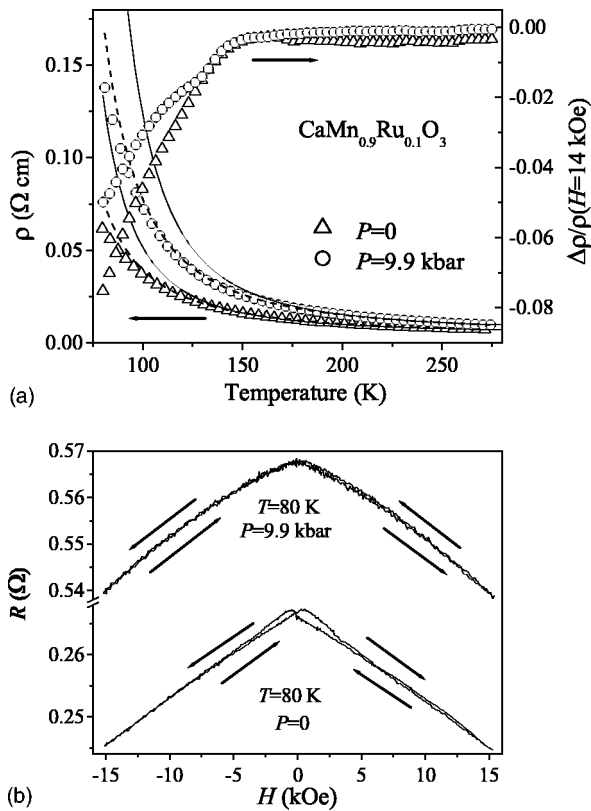 0.15
0.10
0.05
0.00
ρ (Ω cm)
0.00
-0.02
-0.04
-0.06
-0.08
Δρ/ρ(H=14 kOe)
CaMn0.9Ru0.1O3
P=0
P=9.9 kbar
100 150 200 250
Temperature (K)
(a)
0.57
0.56
0.55
0.54
0.26
0.25
R (Ω)
T=80 K
P=9.9 kbar
T=80 K
P=0
-15 -10 -5 0 5 10 15
H (kOe)
(b)